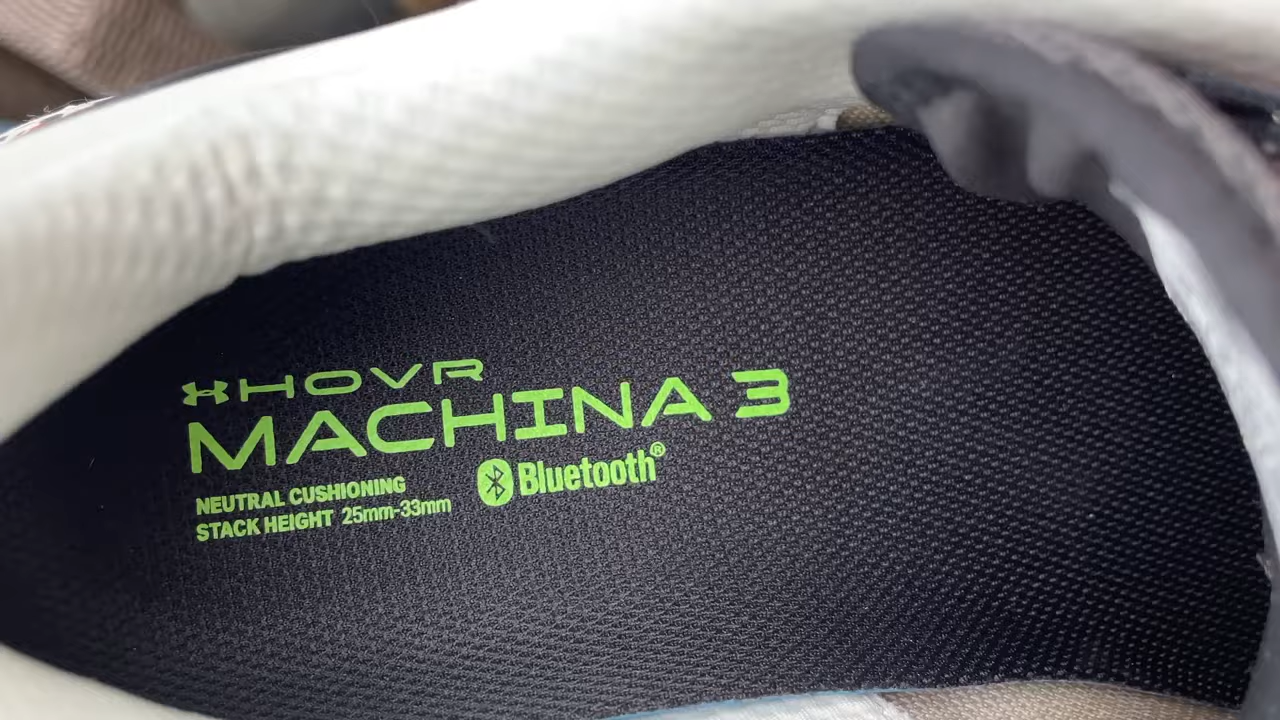 HOVR
MACHINA 3
NEUTRAL CUSHIONING
STACK HEIGHT 25mm-33mm
Bluetooth®